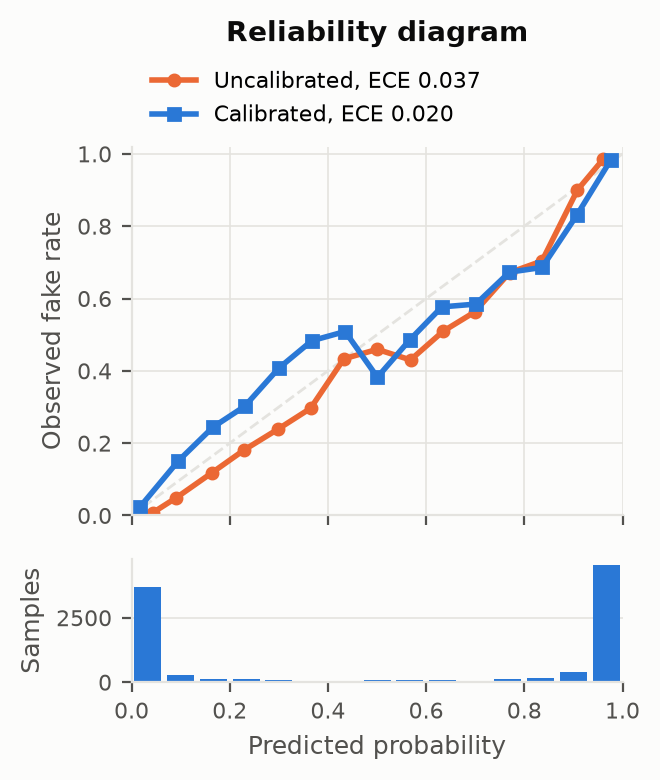 Reliability diagram
Uncalibrated, ECE 0.037
Calibrated, ECE 0.020
1.0
0.8
0.6
0.4
0.2
0.0
Observed fake rate
2500
0
Samples
0.0 0.2 0.4 0.6 0.8 1.0
Predicted probability